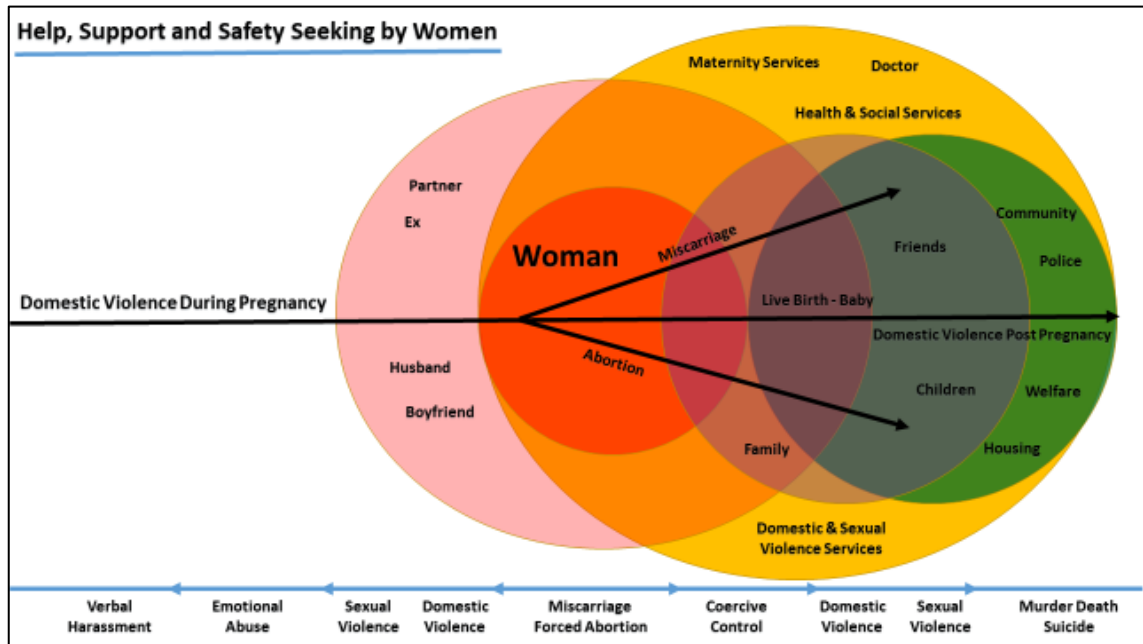 Help, Support and Safety Seeking by Women
Maternity Services
Doctor
Health & Social Services
Partner
Ex
Woman
Miscarriage
Friends
Community
Police
Domestic Violence During Pregnancy
Live Birth - Baby
Domestic Violence Post Pregnancy
Abortion
Husband
Boyfriend
Children
Welfare
Family
Housing
Domestic & Sexual
Violence Services
Verbal
Harassment
Emotional
Abuse
Sexual
Violence
Domestic
Violence
Miscarriage
Forced Abortion
Coercive
Control
Domestic
Violence
Sexual
Violence
Murder Death
Suicide